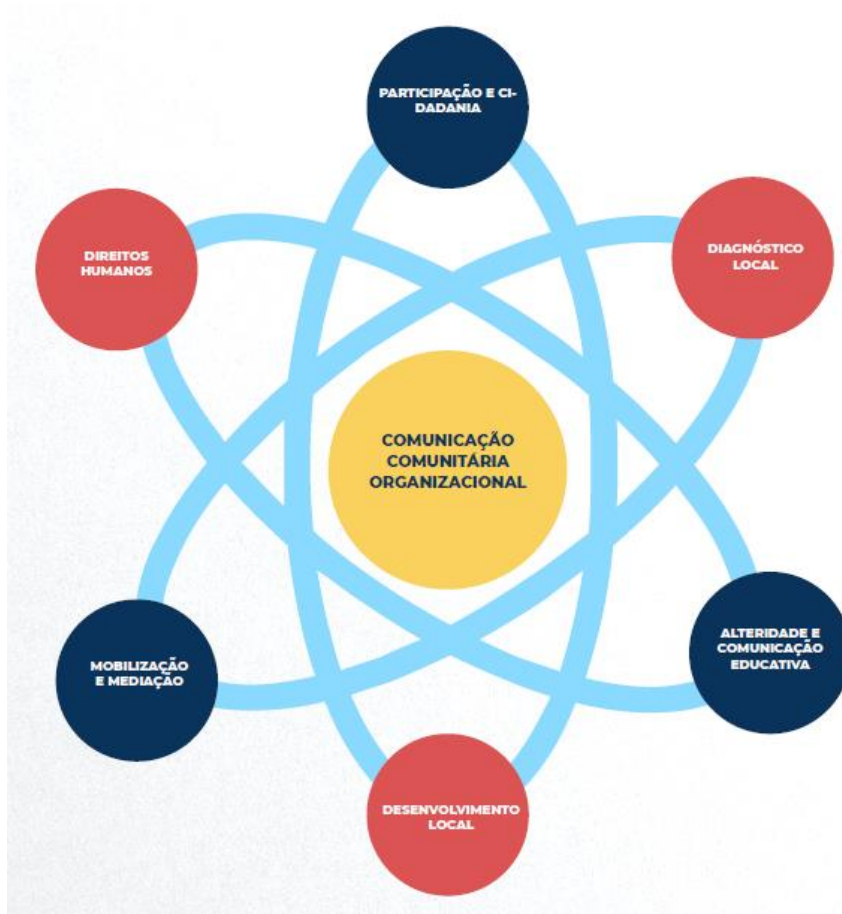 PARTICIPAÇÃO E CI-
DADANIA
DIREITOS
HUMANOS
DIAGNÓSTICO
LOCAL
COMUNICAÇÃO
COMUNITÁRIA
ORGANIZACIONAL
MOBILIZAÇÃO
E MEDIAÇÃO
ALTERIDADE E
COMUNICAÇÃO
EDUCATIVA
DESENVOLVIMENTO
LOCAL